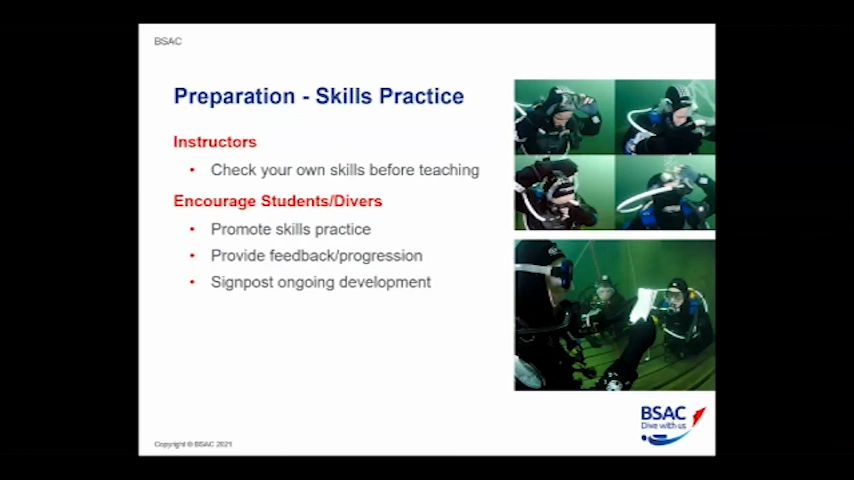 BSAC
Preparation - Skills Practice
Instructors
• Check your own skills before teaching
Encourage Students/Divers
• Promote skills practice
• Provide feedback/progression
• Signpost ongoing development
BSAC
Dive with us
Copyright © BSAC 2021